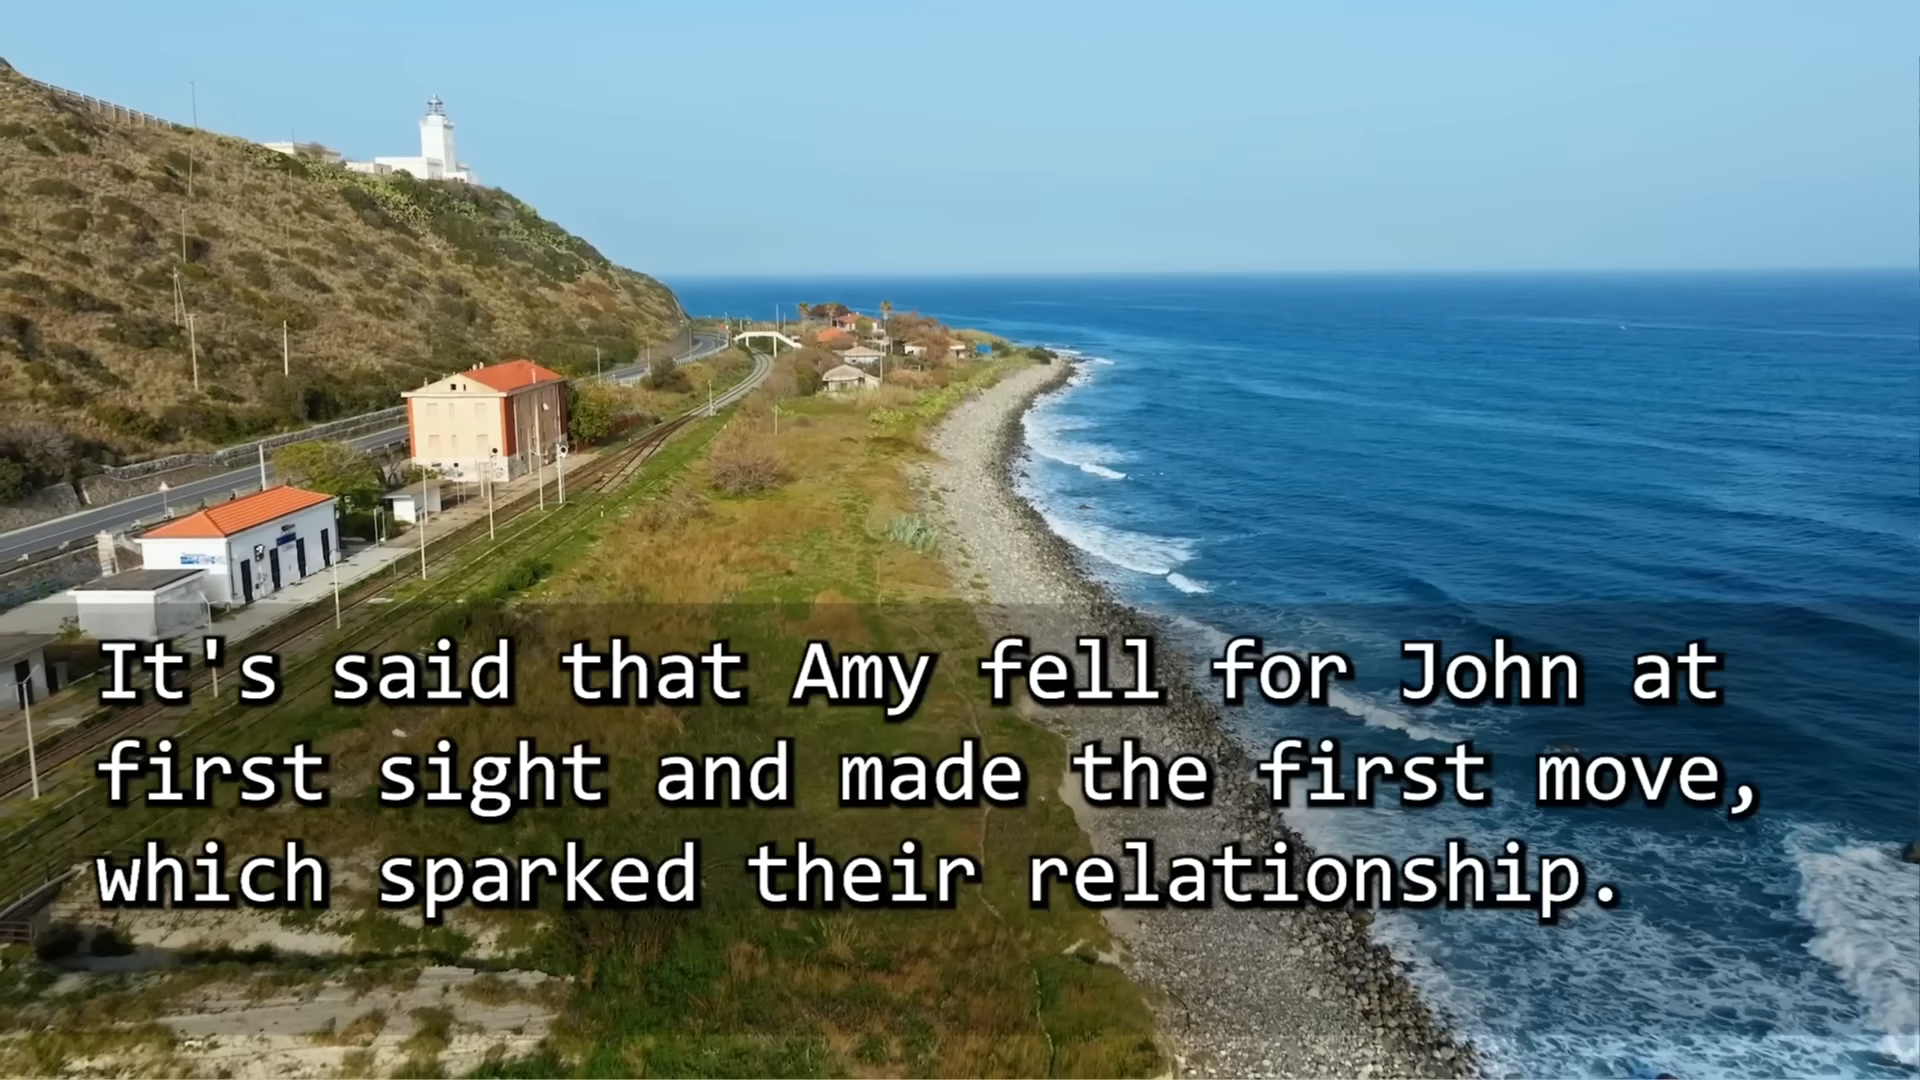 It's said that Amy fell for John at
first sight and made the first move,
which sparked their relationship.